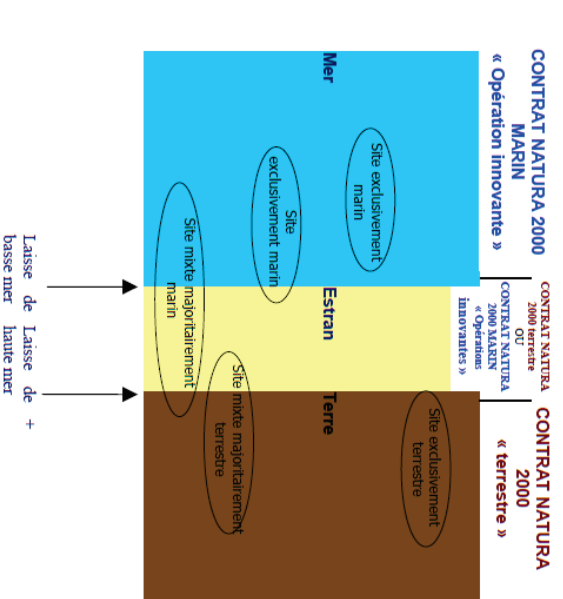 CONTRAT NATURA 2000
MARIN
« Opération innovante »
CONTRAT NATURA
2000 terrestre
OU
CONTRAT NATURA
2000 MARIN
« Opérations
innovantes »
CONTRAT NATURA
2000
« terrestre »
Site exclusivement
marin
Site exclusivement
terrestre
Mer
Estran
Terre
Site
exclusivement marin
Site mixte majoritairement
terrestre
Site mixte majoritairement
marin
Laisse de Laisse de +
basse mer haute mer